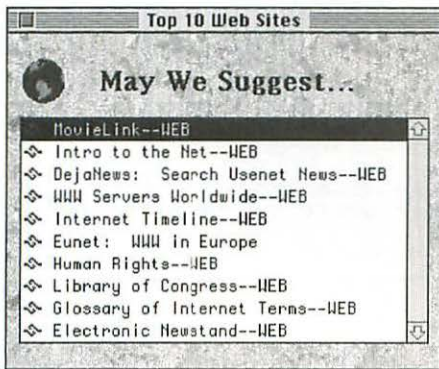 Top 10 Web Sites
May We Suggest...
MovieLink--WEB
Intro to the Net--WEB
DejaNews: Search Usenet News--WEB
WWW Servers Worldwide--WEB
Internet Timeline--WEB
Eunet: WWW in Europe
Human Rights--WEB
Library of Congress--WEB
Glossary of Internet Terms--WEB
Electronic Newstand--WEB